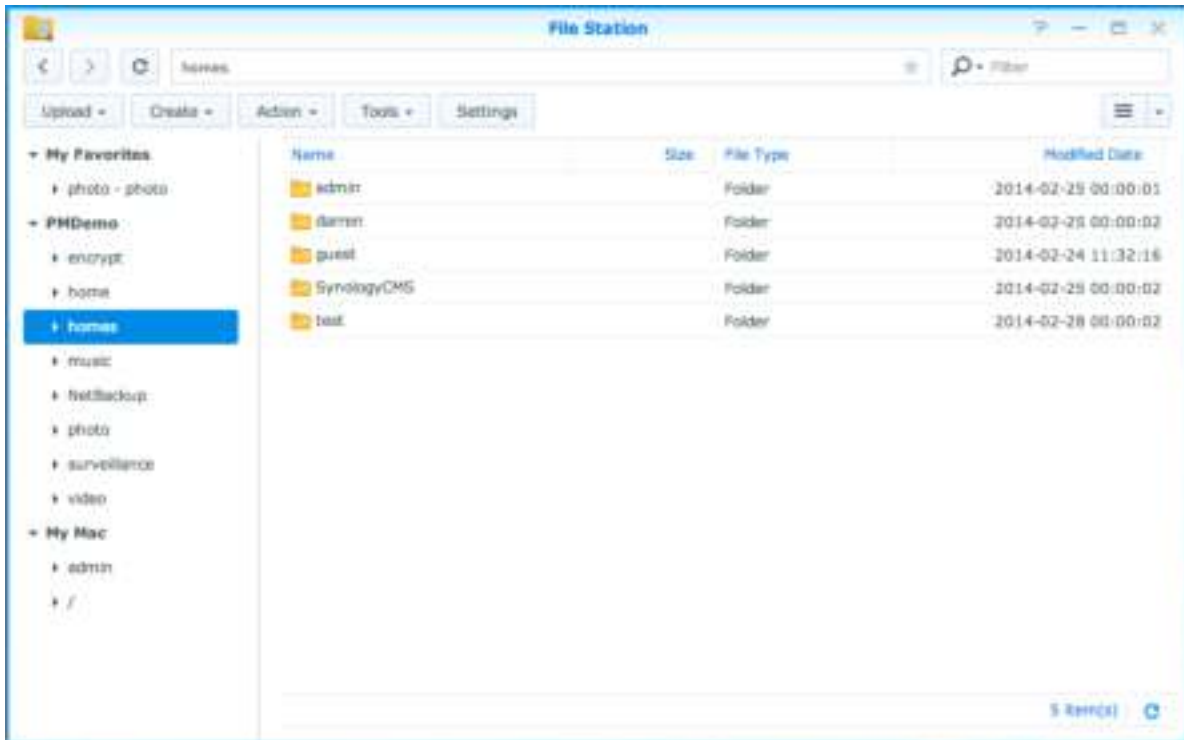 File Station
homes
Filter
Upload Create Action Tools Settings
My Favorites
photo - photo
PMDemo
encrypt
home
homes
music
NetBackup
photo
surveillance
video
My Mac
admin
/
Name Size File Type Modified Date
admin Folder 2014-02-25 00:00:01
darren Folder 2014-02-25 00:00:02
guest Folder 2014-02-24 11:32:16
SynologyCMS Folder 2014-02-25 00:00:02
test Folder 2014-02-28 00:00:02
5 item(s)